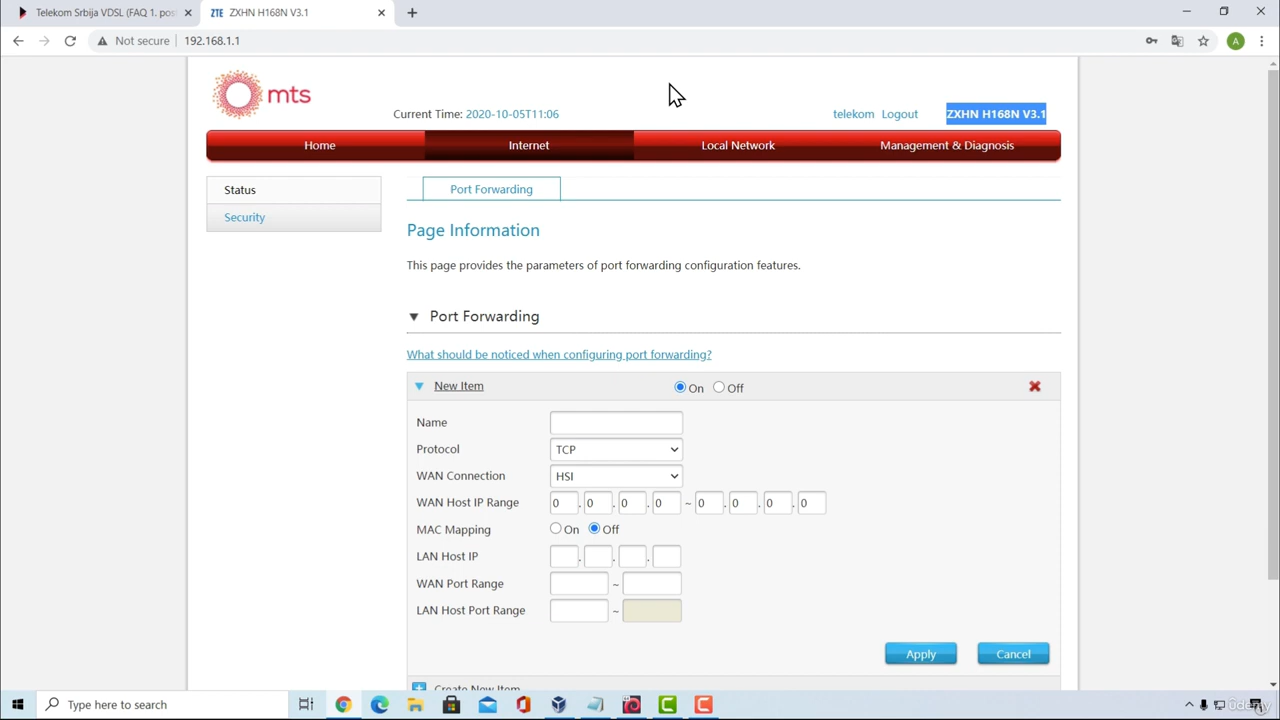 Telekom Srbija VDSL (FAQ 1. pos
ZTE ZXHN H168N V3.1
Not secure 192.168.1.1
A
mts
Current Time: 2020-10-05T11:06
telekom Logout
ZXHN H168N V3.1
Home Internet Local Network Management & Diagnosis
Status
Security
Port Forwarding
Page Information
This page provides the parameters of port forwarding configuration features.
Port Forwarding
What should be noticed when configuring port forwarding?
New Item On Off
Name
Protocol TCP
WAN Connection HSI
WAN Host IP Range 0 . 0 . 0 . 0 ~ 0 . 0 . 0 . 0
MAC Mapping On Off
LAN Host IP . . .
WAN Port Range ~
LAN Host Port Range ~
Apply Cancel
Create New Item
Type here to search
Udemy